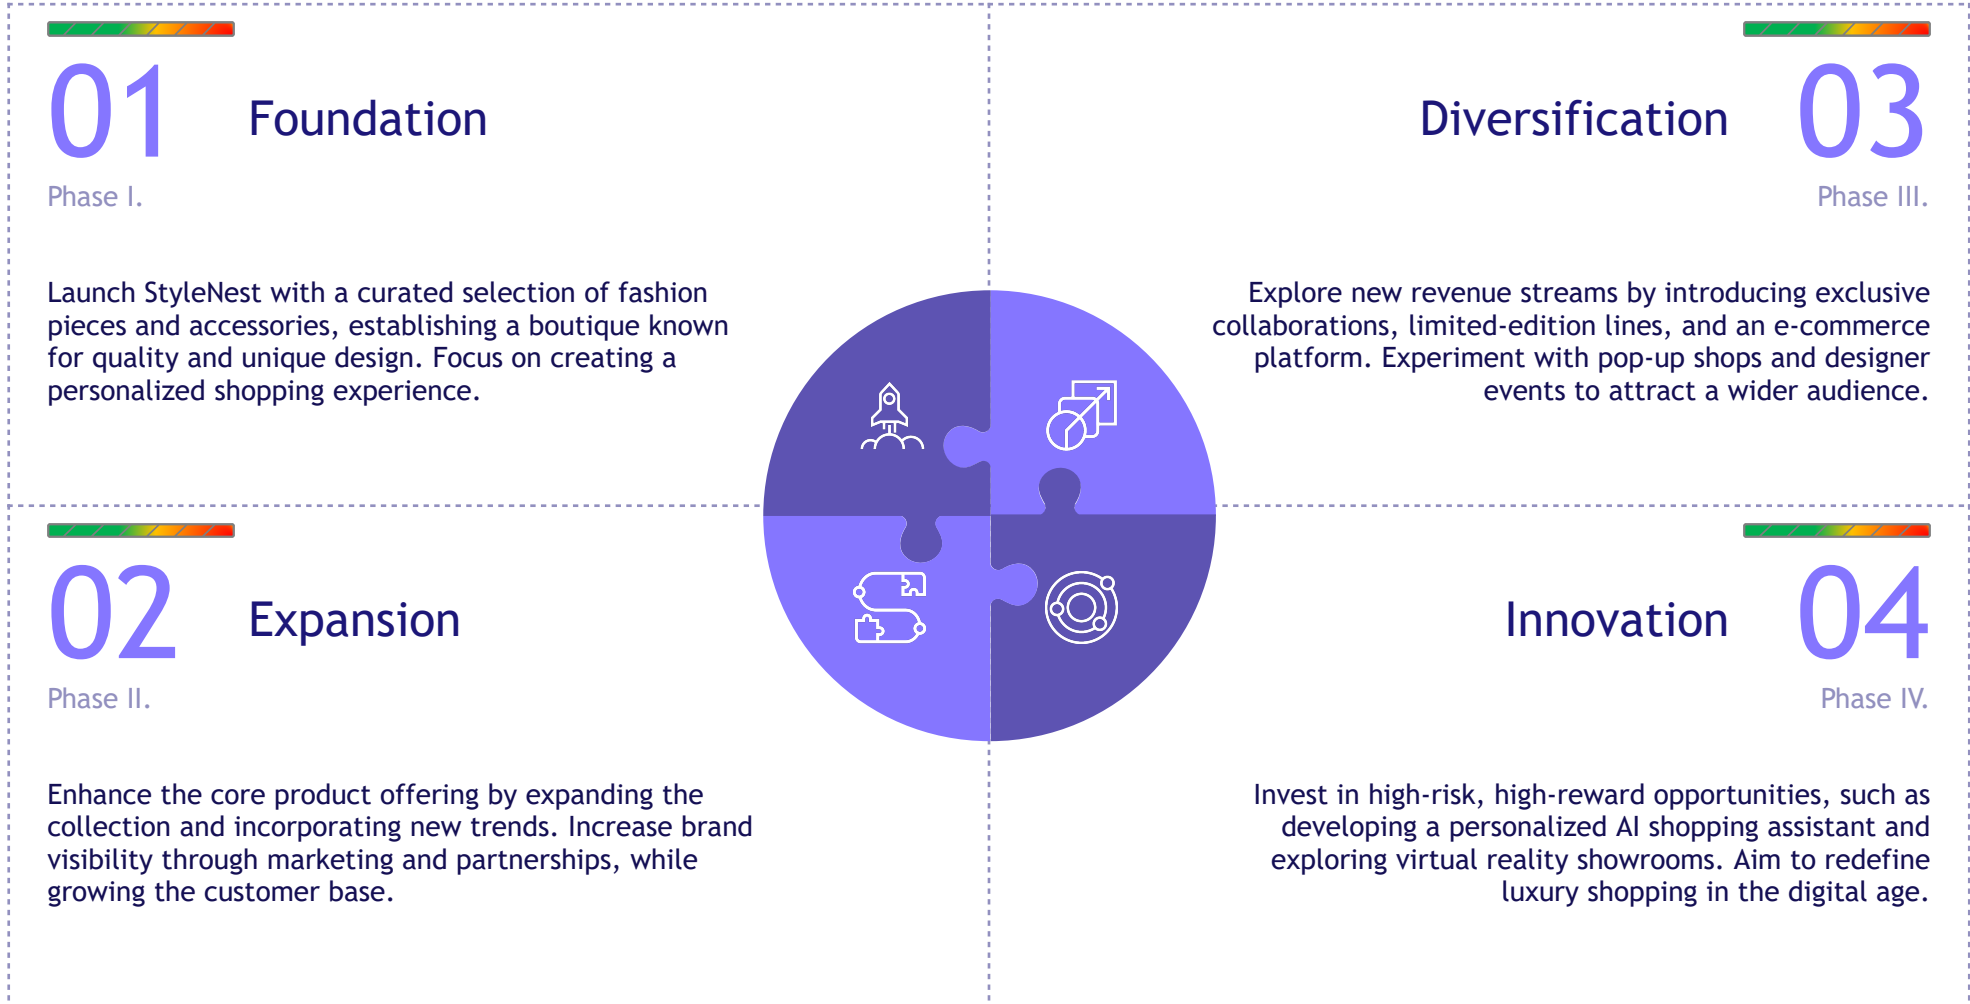 01
Foundation
Phase I.
Launch StyleNest with a curated selection of fashion
pieces and accessories, establishing a boutique known
for quality and unique design. Focus on creating a
personalized shopping experience.
02
Expansion
Phase II.
Enhance the core product offering by expanding the
collection and incorporating new trends. Increase brand
visibility through marketing and partnerships, while
growing the customer base.
Diversification
03
Phase III.
Explore new revenue streams by introducing exclusive
collaborations, limited-edition lines, and an e-commerce
platform. Experiment with pop-up shops and designer
events to attract a wider audience.
Innovation
04
Phase IV.
Invest in high-risk, high-reward opportunities, such as
developing a personalized AI shopping assistant and
exploring virtual reality showrooms. Aim to redefine
luxury shopping in the digital age.